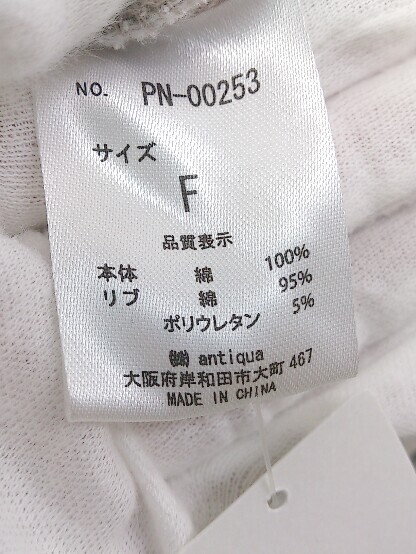 NO. PN-00253
サイズ
F
品質表示
本体 綿 100%
リブ 綿 95%
ポリウレタン 5%
㈱ antiqua
大阪府岸和田市大町467
MADE IN CHINA